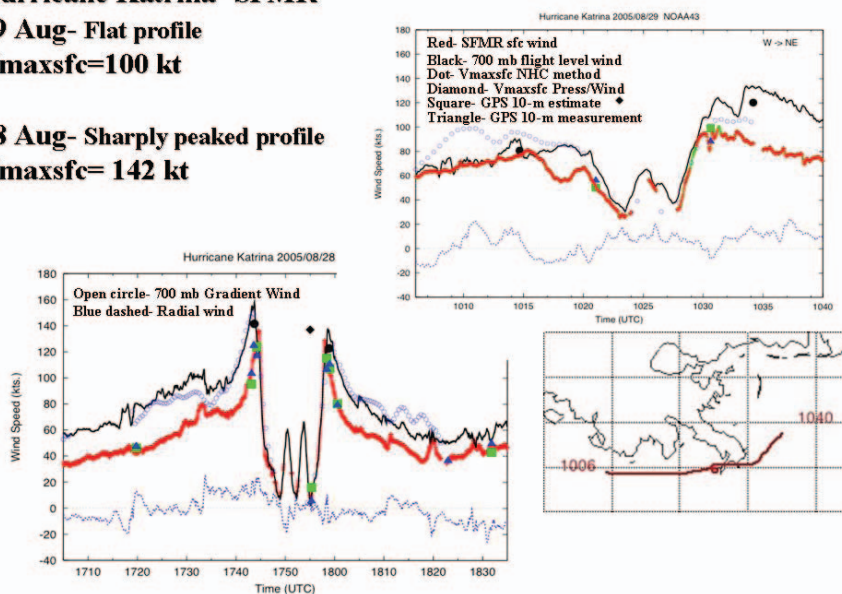 Hurricane Katrina- SFMR
9 Aug- Flat profile
maxsfc=100 kt
8 Aug- Sharply peaked profile
maxsfc= 142 kt
Hurricane Katrina 2005/08/29 NOAA43
Red- SFMR sfc wind
W -> NE
Black- 700 mb flight level wind
Dot- Vmaxsfc NHC method
Diamond- Vmaxsfc Press/Wind
Square- GPS 10-m estimate
Triangle- GPS 10-m measurement
Wind Speed (kts.)
180
160
140
120
100
80
60
40
20
0
-20
-40
1010
1015
1020
1025
1030
1035
1040
Time (UTC)
Hurricane Katrina 2005/08/28
Open circle- 700 mb Gradient Wind
Blue dashed- Radial wind
Wind Speed (kts.)
180
160
140
120
100
80
60
40
20
0
-20
-40
1710
1720
1730
1740
1750
1800
1810
1820
1830
Time (UTC)
1040
1006